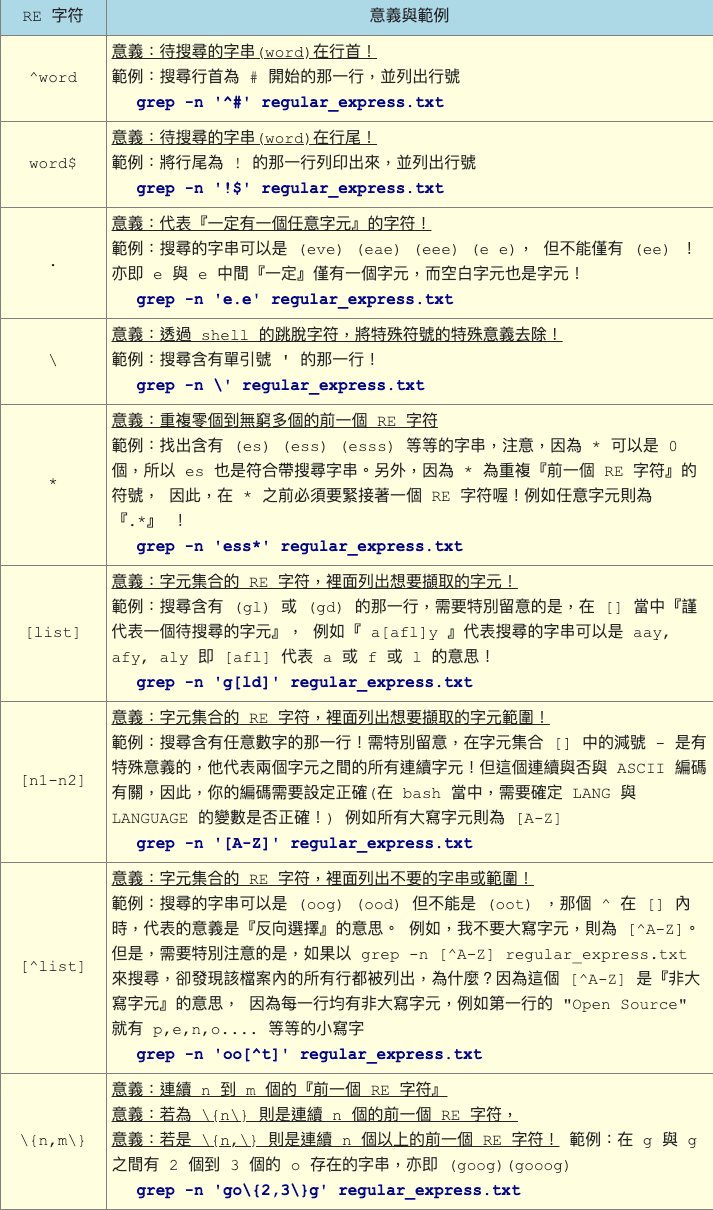 RE 字符 意義與範例
^word
意義：待搜尋的字串(word)在行首！
範例：搜尋行首為 # 開始的那一行，並列出行號
grep -n '^#' regular_express.txt
word$
意義：待搜尋的字串(word)在行尾！
範例：將行尾為 ! 的那一行列印出來，並列出行號
grep -n '!$' regular_express.txt
.
意義：代表『一定有一個任意字元』的字符！
範例：搜尋的字串可以是 (eve) (eae) (eee) (e e)， 但不能僅有 (ee) ！
亦即 e 與 e 中間『一定』僅有一個字元，而空白字元也是字元！
grep -n 'e.e' regular_express.txt
\
意義：透過 shell 的跳脫字符，將特殊符號的特殊意義去除！
範例：搜尋含有單引號 ' 的那一行！
grep -n \' regular_express.txt
*
意義：重複零個到無窮多個的前一個 RE 字符
範例：找出含有 (es) (ess) (esss) 等等的字串，注意，因為 * 可以是 0
個，所以 es 也是符合帶搜尋字串。另外，因為 * 為重複『前一個 RE 字符』的
符號， 因此，在 * 之前必須要緊接著一個 RE 字符喔！例如任意字元則為
『.*』 ！
grep -n 'ess*' regular_express.txt
[list]
意義：字元集合的 RE 字符，裡面列出想要擷取的字元！
範例：搜尋含有 (gl) 或 (gd) 的那一行，需要特別留意的是，在 [] 當中『謹
代表一個待搜尋的字元』， 例如『 a[afl]y 』代表搜尋的字串可以是 aay,
afy, aly 即 [afl] 代表 a 或 f 或 l 的意思！
grep -n 'g[ld]' regular_express.txt
[n1-n2]
意義：字元集合的 RE 字符，裡面列出想要擷取的字元範圍！
範例：搜尋含有任意數字的那一行！需特別留意，在字元集合 [] 中的減號 - 是有
特殊意義的，他代表兩個字元之間的所有連續字元！但這個連續與否與 ASCII 編碼
有關，因此，你的編碼需要設定正確(在 bash 當中，需要確定 LANG 與
LANGUAGE 的變數是否正確！) 例如所有大寫字元則為 [A-Z]
grep -n '[A-Z]' regular_express.txt
[^list]
意義：字元集合的 RE 字符，裡面列出不要的字串或範圍！
範例：搜尋的字串可以是 (oog) (ood) 但不能是 (oot) ，那個 ^ 在 [] 內
時，代表的意義是『反向選擇』的意思。 例如，我不要大寫字元，則為 [^A-Z]。
但是，需要特別注意的是，如果以 grep -n [^A-Z] regular_express.txt
來搜尋，卻發現該檔案內的所有行都被列出，為什麼？因為這個 [^A-Z] 是『非大
寫字元』的意思， 因為每一行均有非大寫字元，例如第一行的 "Open Source"
就有 p,e,n,o.... 等等的小寫字
grep -n 'oo[^t]' regular_express.txt
\{n,m\}
意義：連續 n 到 m 個的『前一個 RE 字符』
意義：若為 \{n\} 則是連續 n 個的前一個 RE 字符，
意義：若是 \{n,\} 則是連續 n 個以上的前一個 RE 字符！ 範例：在 g 與 g
之間有 2 個到 3 個的 o 存在的字串，亦即 (goog)(gooog)
grep -n 'go\{2,3\}g' regular_express.txt